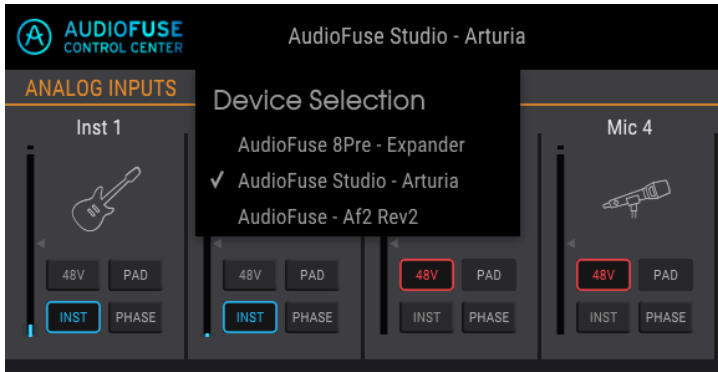 AUDIOFUSE
CONTROL CENTER
AudioFuse Studio - Arturia
ANALOG INPUTS
Device Selection
AudioFuse 8Pre - Expander
✓ AudioFuse Studio - Arturia
AudioFuse - Af2 Rev2
Inst 1
Mic 4
48V PAD 48V PAD 48V PAD 48V PAD
INST PHASE INST PHASE INST PHASE INST PHASE